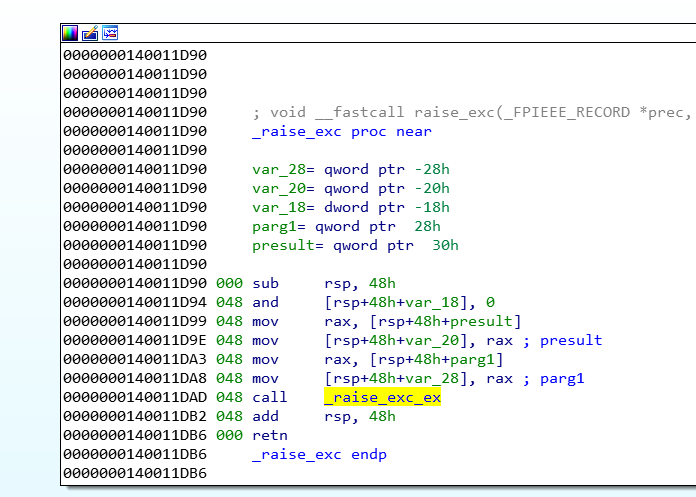 0000000140011D90
0000000140011D90
0000000140011D90
0000000140011D90 ; void __fastcall raise_exc(_FPIEEE_RECORD *prec,
0000000140011D90 _raise_exc proc near
0000000140011D90
0000000140011D90 var_28= qword ptr -28h
0000000140011D90 var_20= qword ptr -20h
0000000140011D90 var_18= dword ptr -18h
0000000140011D90 parg1= qword ptr  28h
0000000140011D90 presult= qword ptr  30h
0000000140011D90
0000000140011D90 000 sub     rsp, 48h
0000000140011D94 048 and     [rsp+48h+var_18], 0
0000000140011D99 048 mov     rax, [rsp+48h+presult]
0000000140011D9E 048 mov     [rsp+48h+var_20], rax ; presult
0000000140011DA3 048 mov     rax, [rsp+48h+parg1]
0000000140011DA8 048 mov     [rsp+48h+var_28], rax ; parg1
0000000140011DAD 048 call    _raise_exc_ex
0000000140011DB2 048 add     rsp, 48h
0000000140011DB6 000 retn
0000000140011DB6 _raise_exc endp
0000000140011DB6